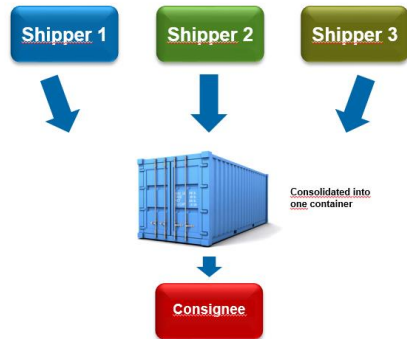 Shipper 1
Shipper 2
Shipper 3
Consolidated into
one container
Consignee